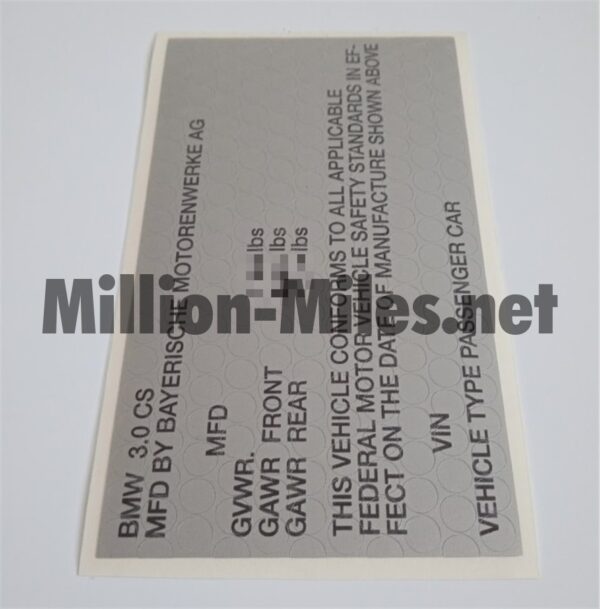 BMW 3.0 CS
MFD BY BAYERISCHE MOTORENWERKE AG
MFD
GVWR. lbs
GAWR FRONT lbs
GAWR REAR lbs
THIS VEHICLE CONFORMS TO ALL APPLICABLE
FEDERAL MOTOR VEHICLE SAFETY STANDARDS IN EF-
FECT ON THE DATE OF MANUFACTURE SHOWN ABOVE
VIN
VEHICLE TYPE PASSENGER CAR
Million-Miles.net